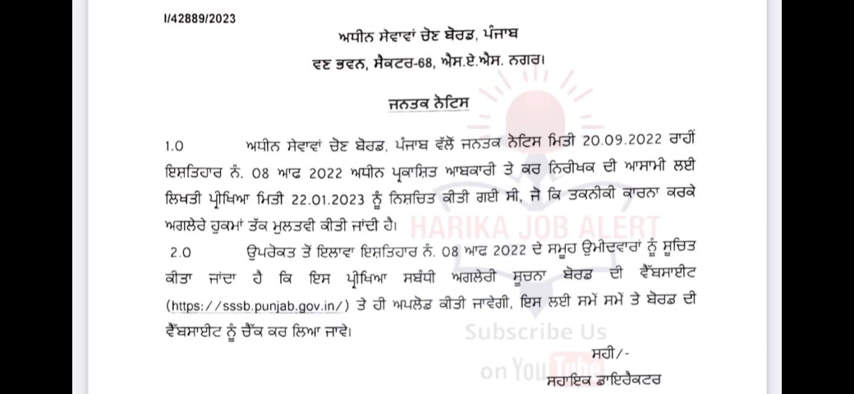 I/42889/2023
ਅਧੀਨ ਸੇਵਾਵਾਂ ਚੋਣ ਬੋਰਡ, ਪੰਜਾਬ
ਵਣ ਭਵਨ, ਸੈਕਟਰ-68, ਐਸ.ਏ.ਐਸ. ਨਗਰ।
ਜਨਤਕ ਨੋਟਿਸ
1.0 ਅਧੀਨ ਸੇਵਾਵਾਂ ਚੋਣ ਬੋਰਡ, ਪੰਜਾਬ ਵੱਲੋਂ ਜਨਤਕ ਨੋਟਿਸ ਮਿਤੀ 20.09.2022 ਰਾਹੀਂ
ਇਸ਼ਤਿਹਾਰ ਨੰ. 08 ਆਫ 2022 ਅਧੀਨ ਪ੍ਰਕਾਸ਼ਿਤ ਆਬਕਾਰੀ ਤੇ ਕਰ ਨਿਰੀਖਕ ਦੀ ਆਸਾਮੀ ਲਈ
ਲਿਖਤੀ ਪ੍ਰੀਖਿਆ ਮਿਤੀ 22.01.2023 ਨੂੰ ਨਿਸਚਿਤ ਕੀਤੀ ਗਈ ਸੀ, ਜੋ ਕਿ ਤਕਨੀਕੀ ਕਾਰਨਾ ਕਰਕੇ
ਅਗਲੇਰੇ ਹੁਕਮਾਂ ਤੱਕ ਮੁਲਤਵੀ ਕੀਤੀ ਜਾਂਦੀ ਹੈ।
HARIKA JOB ALERT
2.0 ਉਪਰੋਕਤ ਤੋਂ ਇਲਾਵਾ ਇਸ਼ਤਿਹਾਰ ਨੰ. 08 ਆਫ 2022 ਦੇ ਸਮੂਹ ਉਮੀਦਵਾਰਾਂ ਨੂੰ ਸੂਚਿਤ
ਕੀਤਾ ਜਾਂਦਾ ਹੈ ਕਿ ਇਸ ਪ੍ਰੀਖਿਆ ਸਬੰਧੀ ਅਗਲੇਰੀ ਸੂਚਨਾ ਬੋਰਡ ਦੀ ਵੈੱਬਸਾਈਟ
(https://sssb.punjab.gov.in/) ਤੇ ਹੀ ਅਪਲੋਡ ਕੀਤੀ ਜਾਵੇਗੀ, ਇਸ ਲਈ ਸਮੇਂ ਸਮੇਂ ਤੇ ਬੋਰਡ ਦੀ
ਵੈੱਬਸਾਈਟ ਨੂੰ ਚੈੱਕ ਕਰ ਲਿਆ ਜਾਵੇ।
Subscribe Us
ਸਹੀ/-
on YouTube
ਸਹਾਇਕ ਡਾਇਰੈਕਟਰ